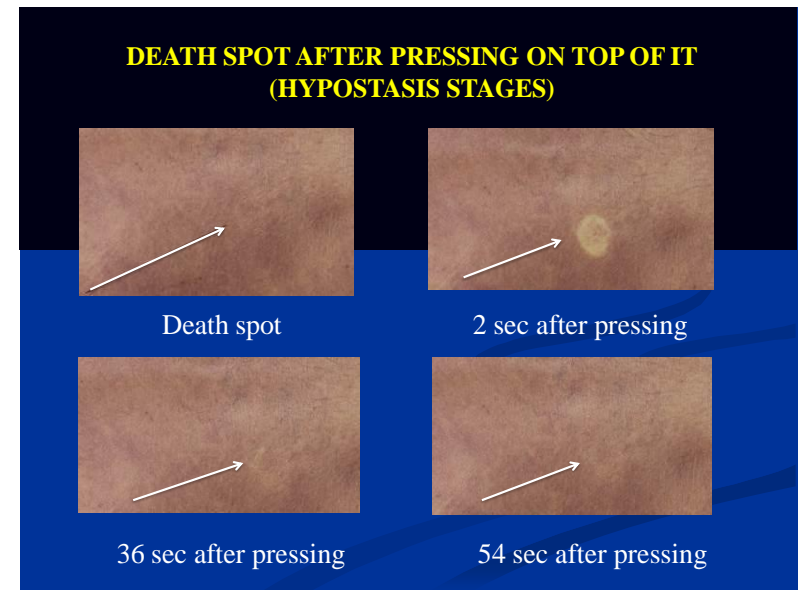 DEATH SPOT AFTER PRESSING ON TOP OF IT
(HYPOSTASIS STAGES)
Death spot
2 sec after pressing
36 sec after pressing
54 sec after pressing